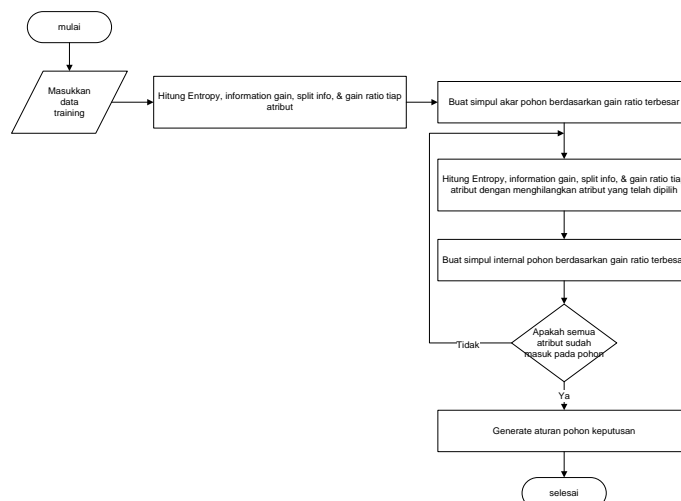 mulai
Masukkan
data
training
Hitung Entropy, information gain, split info, & gain ratio tiap
atribut
Buat simpul akar pohon berdasarkan gain ratio terbesar
Hitung Entropy, information gain, split info, & gain ratio tiap
atribut dengan menghilangkan atribut yang telah dipilih
Buat simpul internal pohon berdasarkan gain ratio terbesar
Apakah semua
atribut sudah
masuk pada pohon
Tidak
Ya
Generate aturan pohon keputusan
selesai